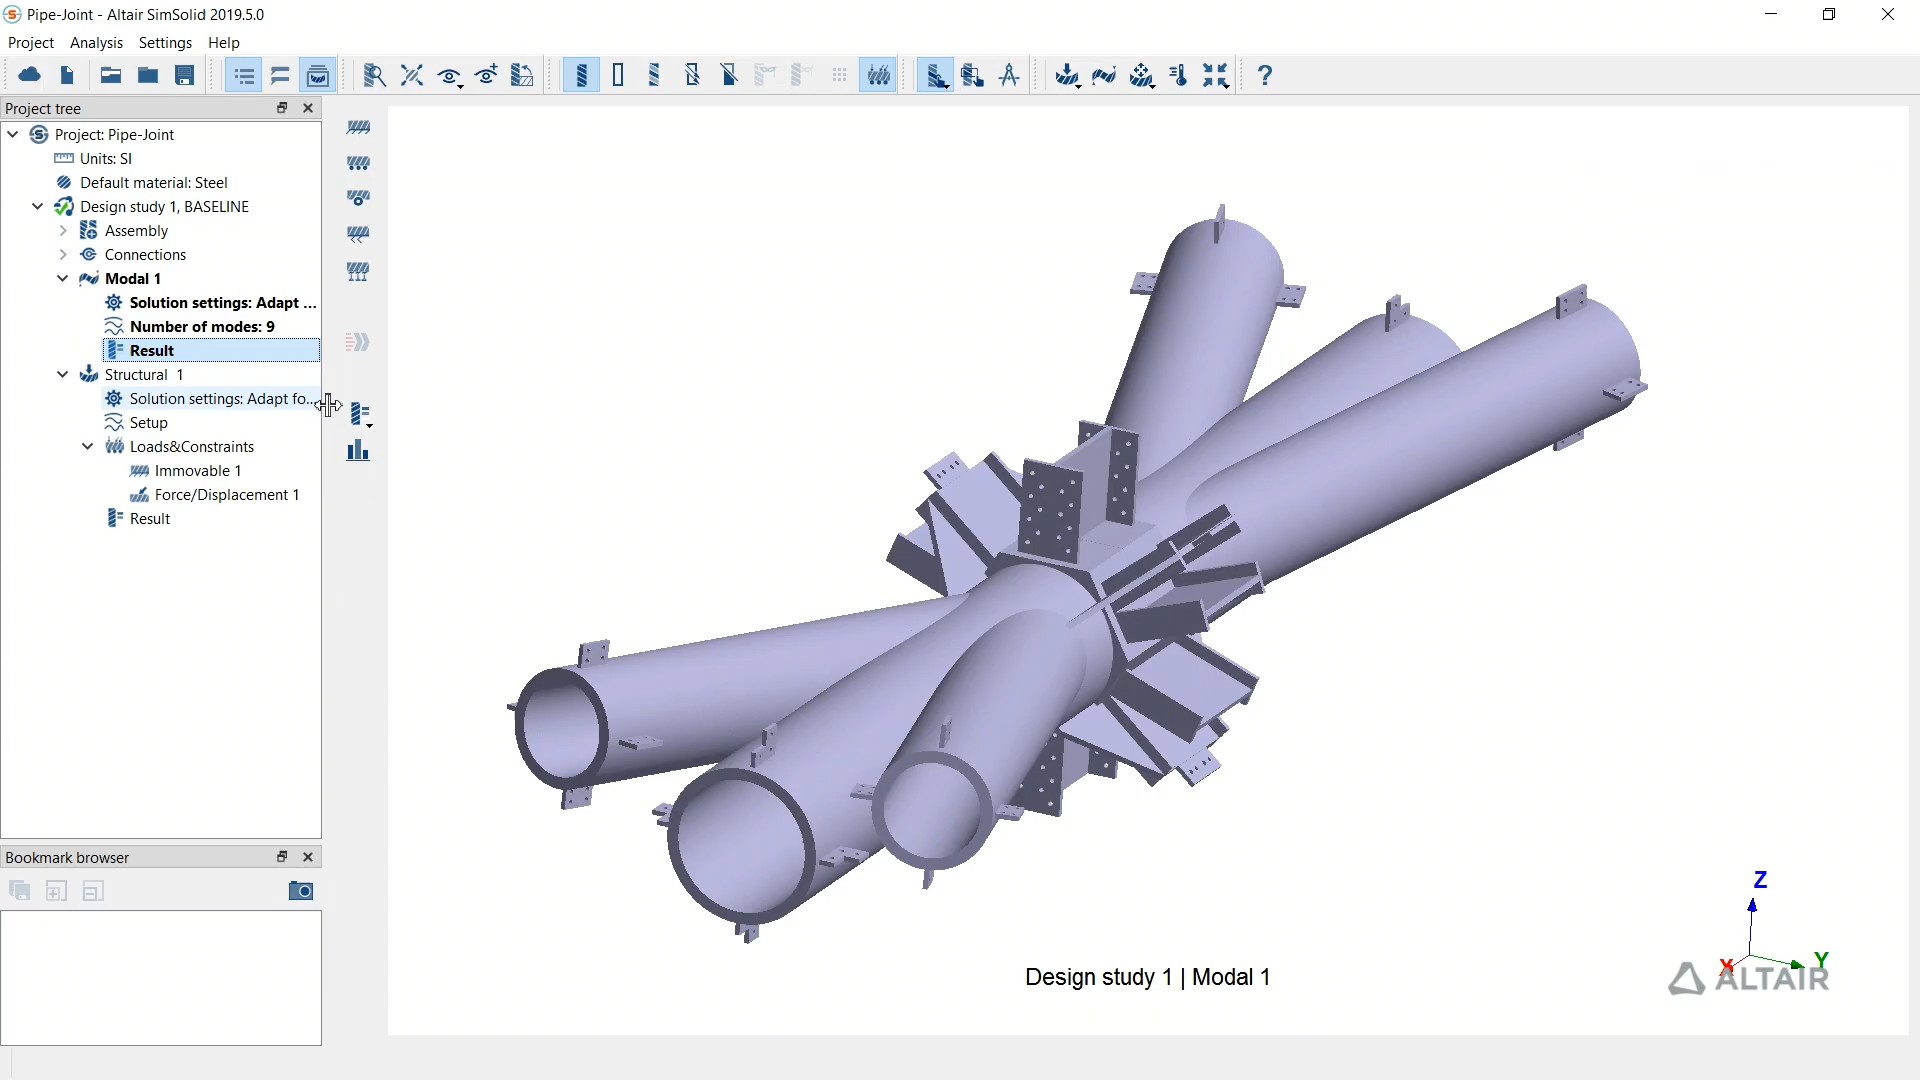 Pipe-Joint - Altair SimSolid 2019.5.0
Project Analysis Settings Help
Project tree
Project: Pipe-Joint
Units: SI
Default material: Steel
Design study 1, BASELINE
Assembly
Connections
Modal 1
Solution settings: Adapt ...
Number of modes: 9
Result
Structural 1
Solution settings: Adapt fo...
Setup
Loads&Constraints
Immovable 1
Force/Displacement 1
Result
Bookmark browser
Design study 1 | Modal 1
Z
X
Y
ALTAIR